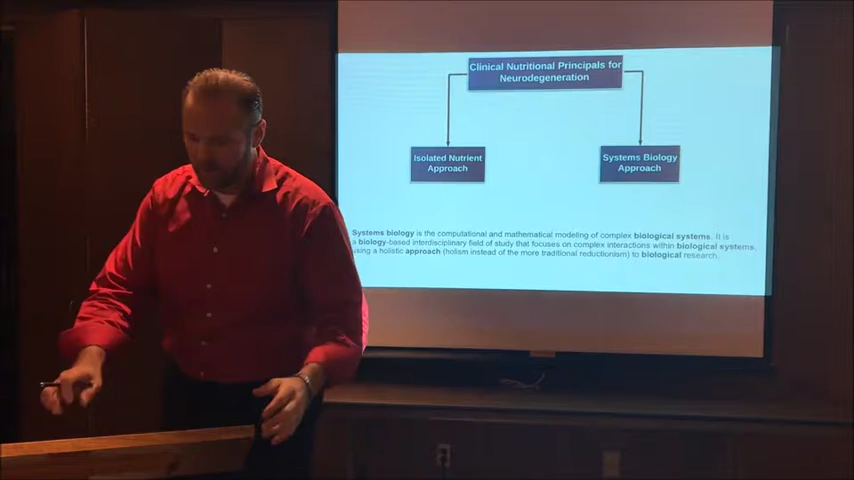 Clinical Nutritional Principals for
Neurodegeneration
Isolated Nutrient
Approach
Systems Biology
Approach
Systems biology is the computational and mathematical modeling of complex biological systems. It is
a biology-based interdisciplinary field of study that focuses on complex interactions within biological systems,
using a holistic approach (holism instead of the more traditional reductionism) to biological research.